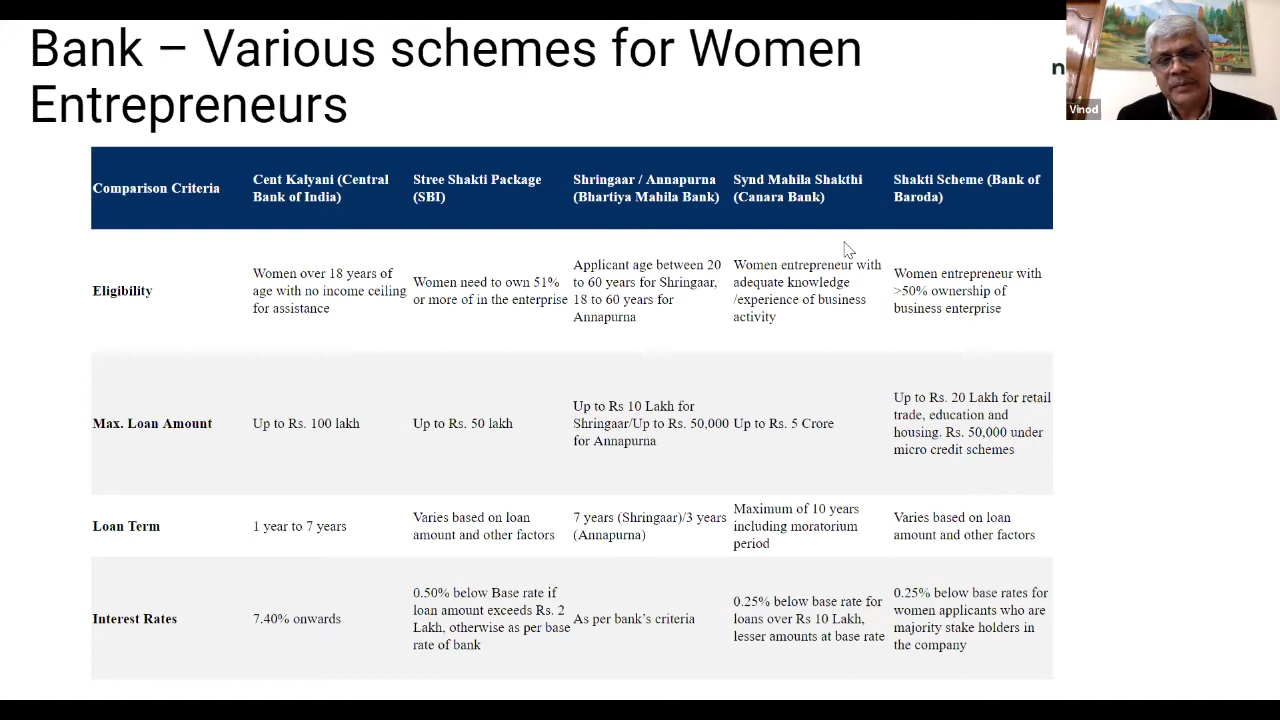 Bank – Various schemes for Women
Entrepreneurs
n
Vinod
Comparison Criteria
Cent Kalyani (Central
Bank of India)
Stree Shakti Package
(SBI)
Shringaar / Annapurna
(Bhartiya Mahila Bank)
Synd Mahila Shakthi
(Canara Bank)
Shakti Scheme (Bank of
Baroda)
Eligibility
Women over 18 years of
age with no income ceiling
for assistance
Women need to own 51%
or more of in the enterprise
Applicant age between 20
to 60 years for Shringaar,
18 to 60 years for
Annapurna
Women entrepreneur with
adequate knowledge
/experience of business
activity
Women entrepreneur with
>50% ownership of
business enterprise
Max. Loan Amount
Up to Rs. 100 lakh
Up to Rs. 50 lakh
Up to Rs 10 Lakh for
Shringaar/Up to Rs. 50,000
for Annapurna
Up to Rs. 5 Crore
Up to Rs. 20 Lakh for retail
trade, education and
housing. Rs. 50,000 under
micro credit schemes
Loan Term
1 year to 7 years
Varies based on loan
amount and other factors
7 years (Shringaar)/3 years
(Annapurna)
Maximum of 10 years
including moratorium
period
Varies based on loan
amount and other factors
Interest Rates
7.40% onwards
0.50% below Base rate if
loan amount exceeds Rs. 2
Lakh, otherwise as per base
rate of bank
As per bank’s criteria
0.25% below base rate for
loans over Rs 10 Lakh,
lesser amounts at base rate
0.25% below base rates for
women applicants who are
majority stake holders in
the company